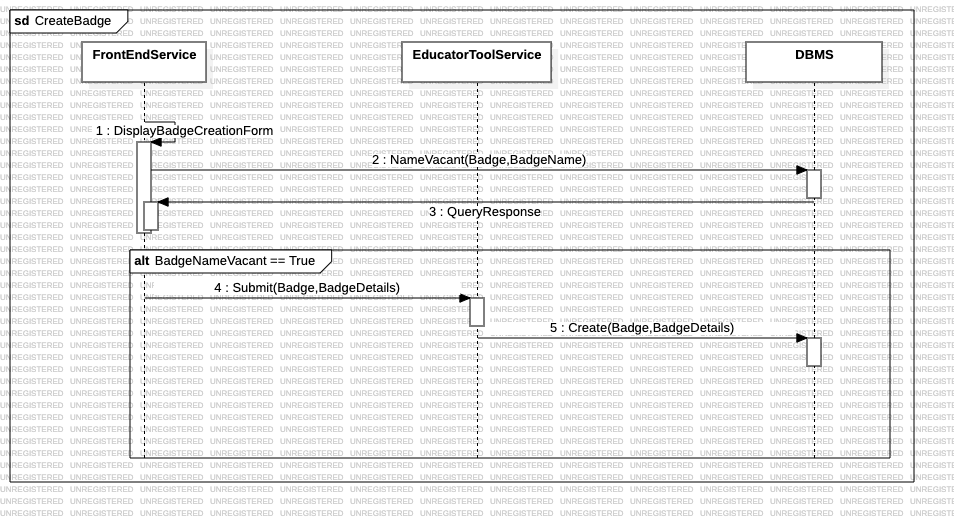 sd CreateBadge
FrontEndService
EducatorToolService
DBMS
1 : DisplayBadgeCreationForm
2 : NameVacant(Badge,BadgeName)
3 : QueryResponse
alt BadgeNameVacant == True
4 : Submit(Badge,BadgeDetails)
5 : Create(Badge,BadgeDetails)
UNREGISTERED